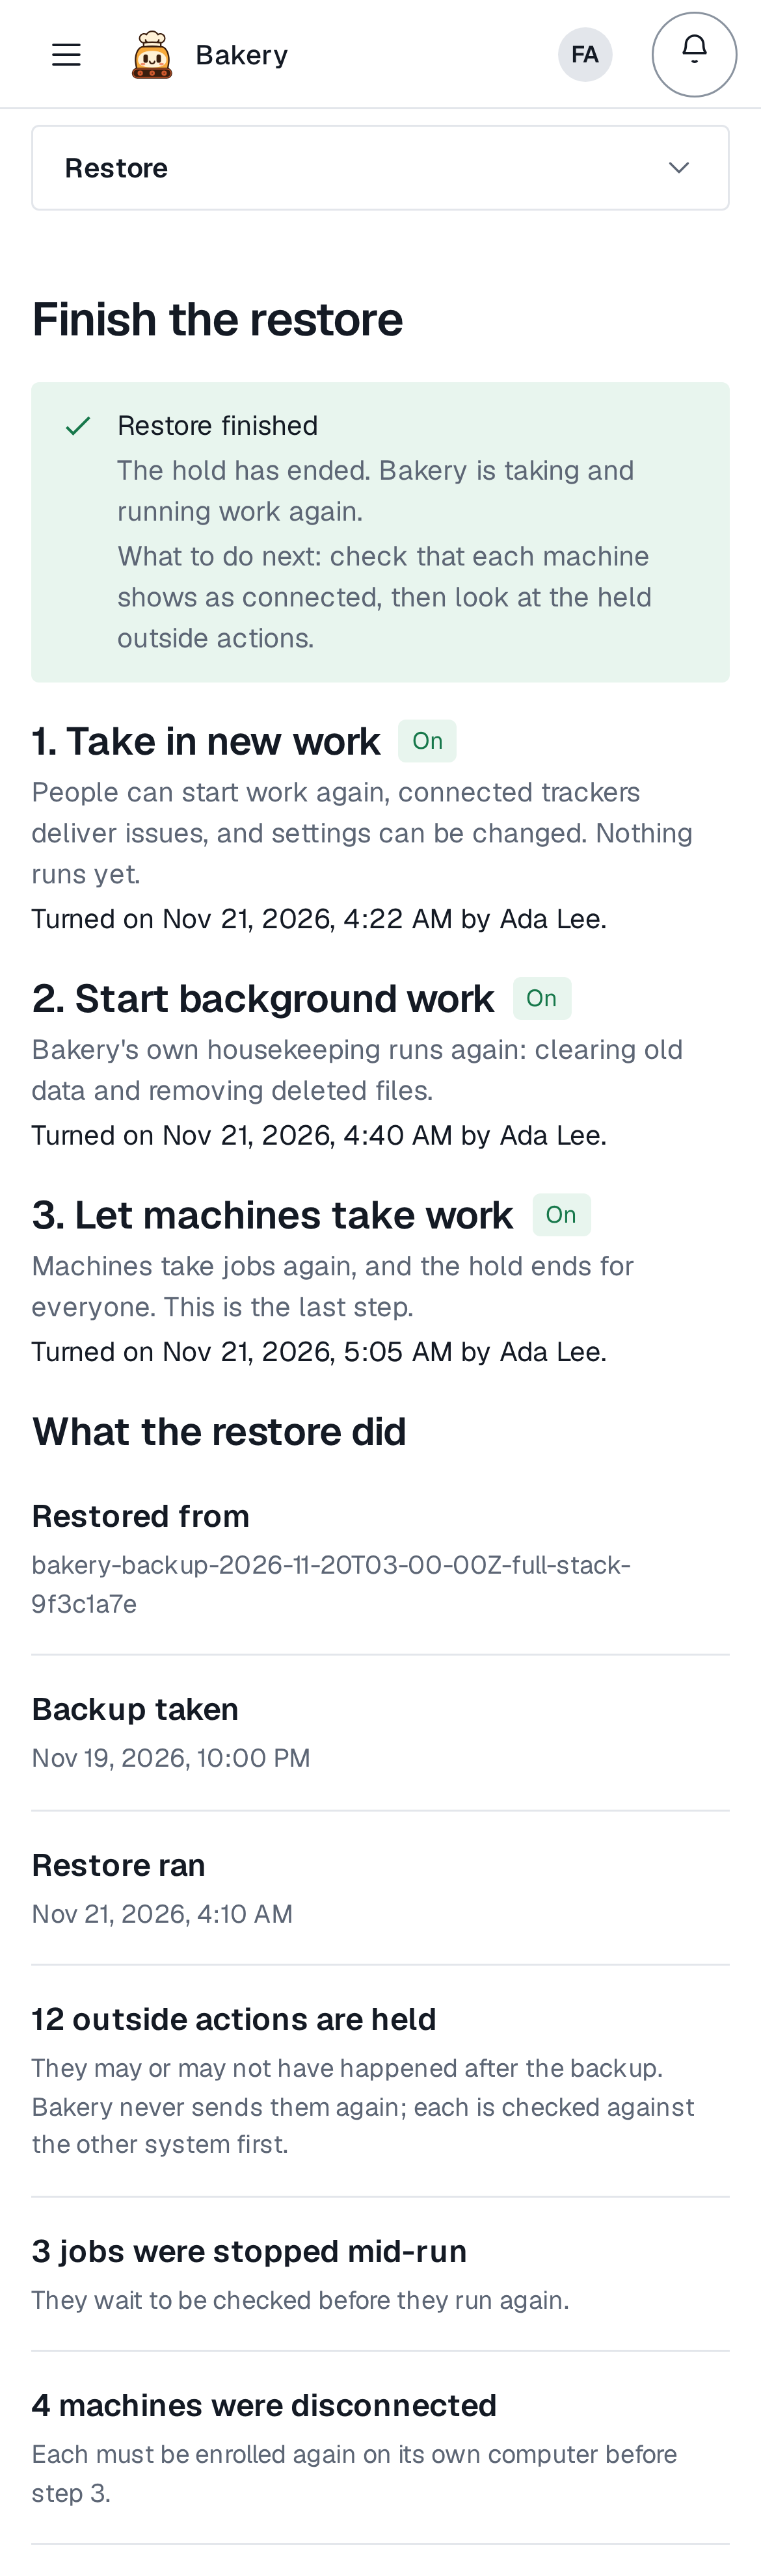 Bakery
FA
Restore
Finish the restore
Restore finished
The hold has ended. Bakery is taking and
running work again.
What to do next: check that each machine
shows as connected, then look at the held
outside actions.
1. Take in new work On
People can start work again, connected trackers
deliver issues, and settings can be changed. Nothing
runs yet.
Turned on Nov 21, 2026, 4:22 AM by Ada Lee.
2. Start background work On
Bakery's own housekeeping runs again: clearing old
data and removing deleted files.
Turned on Nov 21, 2026, 4:40 AM by Ada Lee.
3. Let machines take work On
Machines take jobs again, and the hold ends for
everyone. This is the last step.
Turned on Nov 21, 2026, 5:05 AM by Ada Lee.
What the restore did
Restored from
bakery-backup-2026-11-20T03-00-00Z-full-stack-
9f3c1a7e
Backup taken
Nov 19, 2026, 10:00 PM
Restore ran
Nov 21, 2026, 4:10 AM
12 outside actions are held
They may or may not have happened after the backup.
Bakery never sends them again; each is checked against
the other system first.
3 jobs were stopped mid-run
They wait to be checked before they run again.
4 machines were disconnected
Each must be enrolled again on its own computer before
step 3.